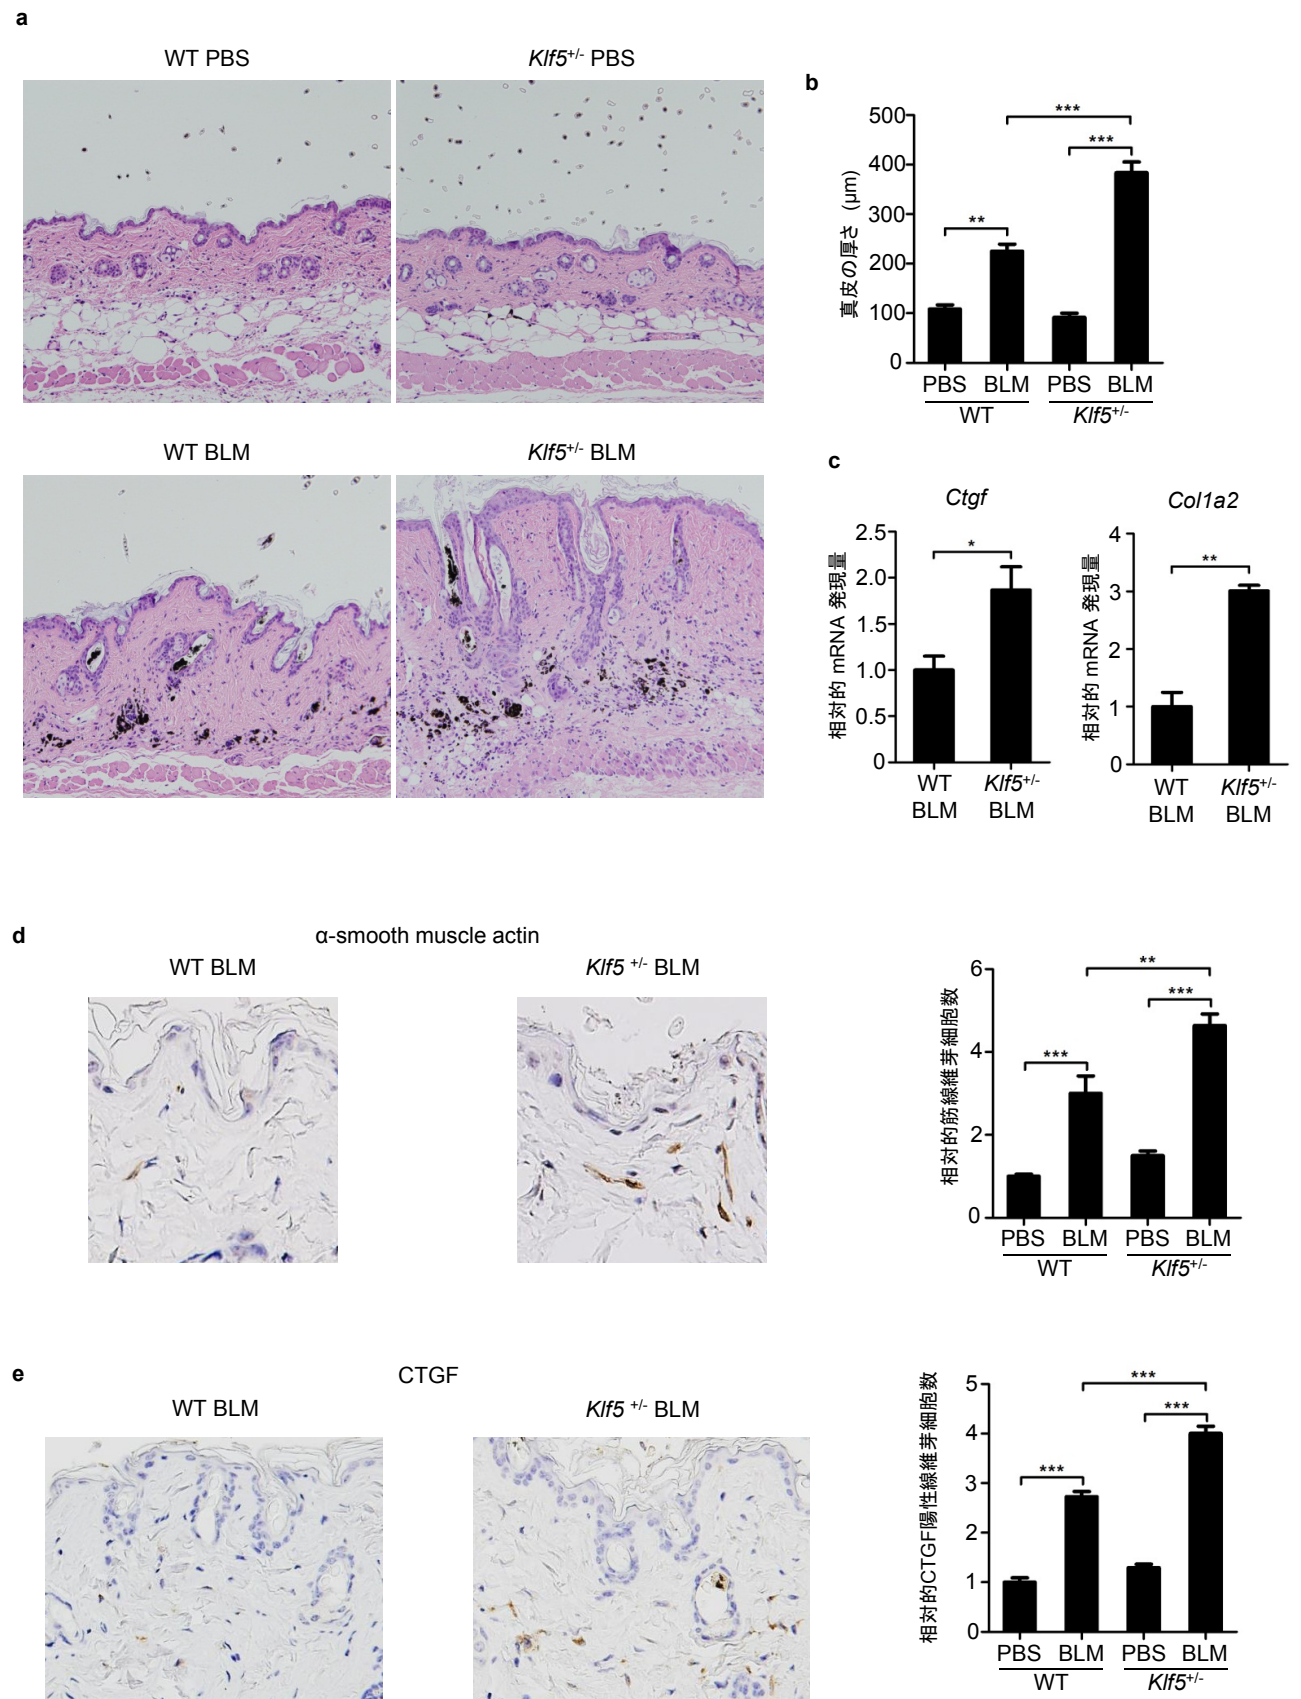 a
WT PBS
Klf5+/- PBS
WT BLM
Klf5+/- BLM
b
真皮の厚さ (μm)
500
400
300
200
100
0
**
***
***
PBS BLM PBS BLM
WT Klf5+/-
c
Ctgf
相対的 mRNA 発現量
2.5
2.0
1.5
1.0
0.5
0
*
WT Klf5+/-
BLM BLM
Col1a2
相対的 mRNA 発現量
4
3
2
1
0
**
WT Klf5+/-
BLM BLM
d
α-smooth muscle actin
WT BLM
Klf5 +/- BLM
相対的筋線維芽細胞数
6
4
2
0
***
**
***
PBS BLM PBS BLM
WT Klf5+/-
e
CTGF
WT BLM
Klf5 +/- BLM
相対的CTGF陽性線維芽細胞数
5
4
3
2
1
0
***
***
***
PBS BLM PBS BLM
WT Klf5+/-